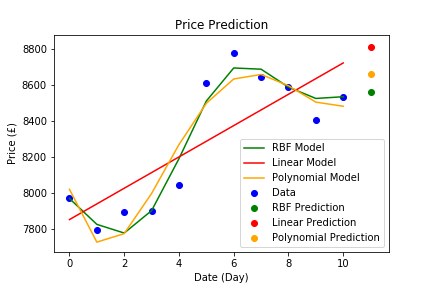 Price Prediction
Price (£)
8800
8600
8400
8200
8000
7800
0
2
4
6
8
10
Date (Day)
RBF Model
Linear Model
Polynomial Model
Data
RBF Prediction
Linear Prediction
Polynomial Prediction